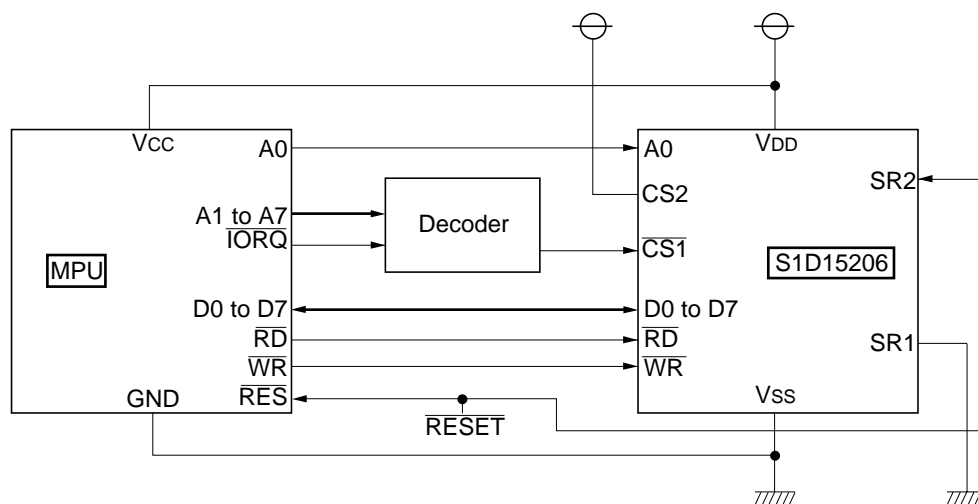 VCC
VDD
A0
A0
CS2
SR2
A1 to A7
IORQ
Decoder
CS1
MPU
S1D15206
D0 to D7
D0 to D7
RD
RD
SR1
WR
WR
GND
RES
VSS
RESET